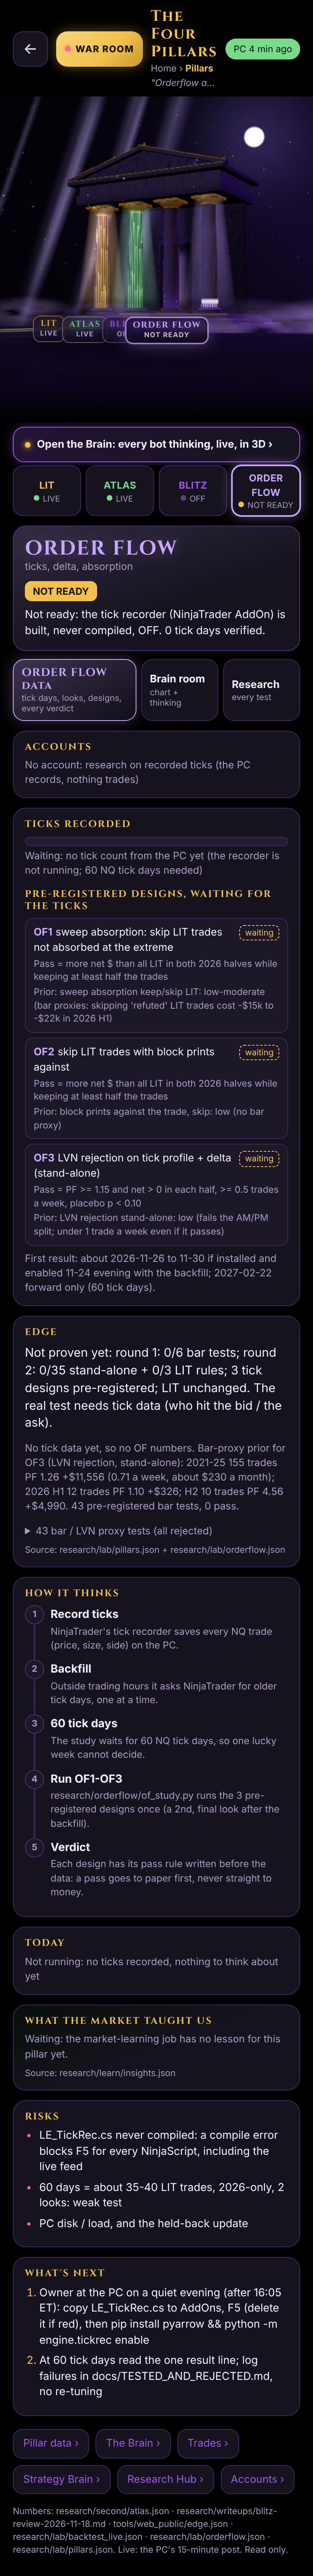 ←
WAR ROOM
THE
FOUR
PILLARS
Home › Pillars
"Orderflow a...
PC 4 min ago
LIT
LIVE
ATLAS
LIVE
ORDER FLOW
NOT READY
Open the Brain: every bot thinking, live, in 3D ›
LIT
LIVE
ATLAS
LIVE
BLITZ
OFF
ORDER
FLOW
NOT READY
ORDER FLOW
ticks, delta, absorption
NOT READY
Not ready: the tick recorder (NinjaTrader AddOn) is
built, never compiled, OFF. 0 tick days verified.
ORDER FLOW
DATA
tick days, looks, designs,
every verdict
Brain room
chart +
thinking
Research
every test
ACCOUNTS
No account: research on recorded ticks (the PC
records, nothing trades)
TICKS RECORDED
Waiting: no tick count from the PC yet (the recorder is
not running; 60 NQ tick days needed)
PRE-REGISTERED DESIGNS, WAITING FOR
THE TICKS
OF1 sweep absorption: skip LIT trades
not absorbed at the extreme
waiting
Pass = more net $ than all LIT in both 2026 halves while
keeping at least half the trades
Prior: sweep absorption keep/skip LIT: low-moderate
(bar proxies: skipping 'refuted' LIT trades cost -$15k to
-$22k in 2026 H1)
OF2 skip LIT trades with block prints
against
waiting
Pass = more net $ than all LIT in both 2026 halves while
keeping at least half the trades
Prior: block prints against the trade, skip: low (no bar
proxy)
OF3 LVN rejection on tick profile + delta
(stand-alone)
waiting
Pass = PF >= 1.15 and net > 0 in each half, >= 0.5 trades
a week, placebo p < 0.10
Prior: LVN rejection stand-alone: low (fails the AM/PM
split; under 1 trade a week even if it passes)
First result: about 2026-11-26 to 11-30 if installed and
enabled 11-24 evening with the backfill; 2027-02-22
forward only (60 tick days).
EDGE
Not proven yet: round 1: 0/6 bar tests; round
2: 0/35 stand-alone + 0/3 LIT rules; 3 tick
designs pre-registered; LIT unchanged. The
real test needs tick data (who hit the bid / the
ask).
No tick data yet, so no OF numbers. Bar-proxy prior for
OF3 (LVN rejection, stand-alone): 2021-25 155 trades
PF 1.26 +$11,556 (0.71 a week, about $230 a month);
2026 H1 12 trades PF 1.10 +$326; H2 10 trades PF 4.56
+$4,990. 43 pre-registered bar tests, 0 pass.
▶ 43 bar / LVN proxy tests (all rejected)
Source: research/lab/pillars.json + research/lab/orderflow.json
HOW IT THINKS
1
Record ticks
NinjaTrader's tick recorder saves every NQ trade
(price, size, side) on the PC.
2
Backfill
Outside trading hours it asks NinjaTrader for older
tick days, one at a time.
3
60 tick days
The study waits for 60 NQ tick days, so one lucky
week cannot decide.
4
Run OF1-OF3
research/orderflow/of_study.py runs the 3 pre-
registered designs once (a 2nd, final look after the
backfill).
5
Verdict
Each design has its pass rule written before the
data: a pass goes to paper first, never straight to
money.
TODAY
Not running: no ticks recorded, nothing to think about
yet
WHAT THE MARKET TAUGHT US
Waiting: the market-learning job has no lesson for this
pillar yet.
Source: research/learn/insights.json
RISKS
• LE_TickRec.cs never compiled: a compile error
blocks F5 for every NinjaScript, including the
live feed
• 60 days = about 35-40 LIT trades, 2026-only, 2
looks: weak test
• PC disk / load, and the held-back update
WHAT'S NEXT
1. Owner at the PC on a quiet evening (after 16:05
ET): copy LE_TickRec.cs to AddOns, F5 (delete
it if red), then pip install pyarrow && python -m
engine.tickrec enable
2. At 60 tick days read the one result line; log
failures in docs/TESTED_AND_REJECTED.md,
no re-tuning
Pillar data ›
The Brain ›
Trades ›
Strategy Brain ›
Research Hub ›
Accounts ›
Numbers: research/second/atlas.json · research/writeups/blitz-
review-2026-11-18.md · tools/web_public/edge.json ·
research/lab/backtest_live.json · research/lab/orderflow.json ·
research/lab/pillars.json. Live: the PC's 15-minute post. Read only.